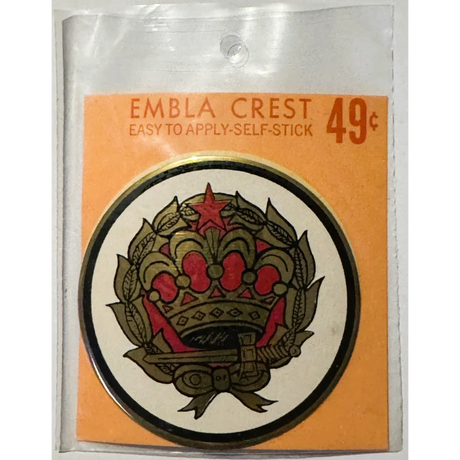 EMBLA CREST
EASY TO APPLY-SELF-STICK
49¢